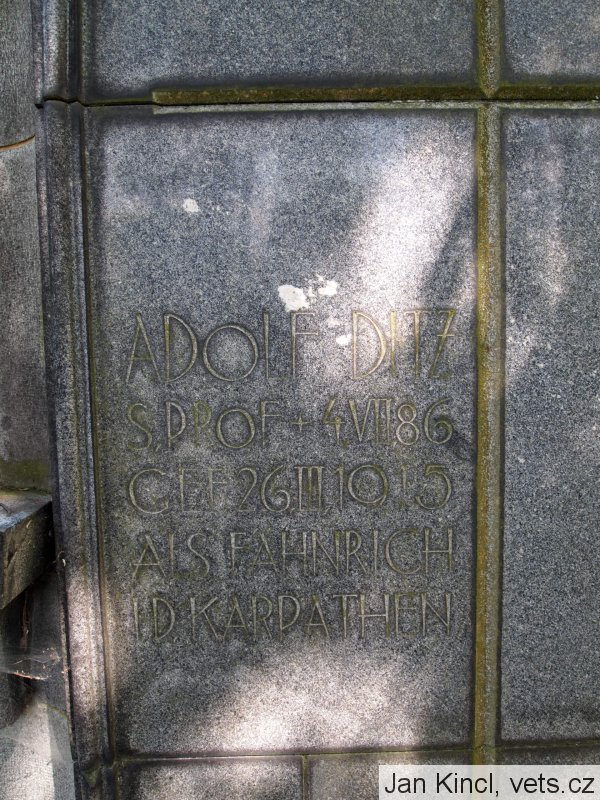 ADOLF DITZ
S. PROF + 4.VII.86
GEF 26.III.1915
ALS FÄHNRICH
I D KARPATHEN
Jan Kincl, vets.cz